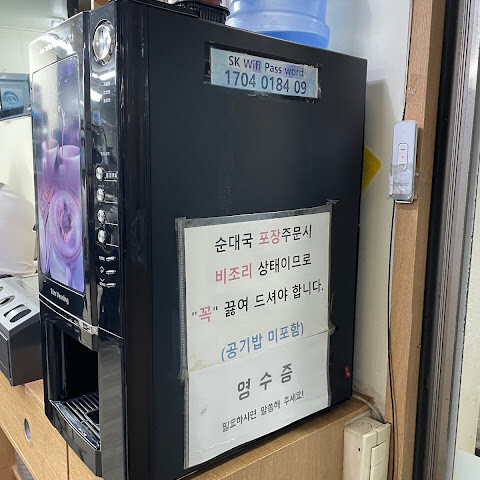 SK Wifi Pass word
1704 0184 09
순대국 포장주문시
비조리 상태이므로
"꼭" 끓여 드셔야 합니다.
(공기밥 미포함)
영수증
필요하시면 말씀해 주세요!